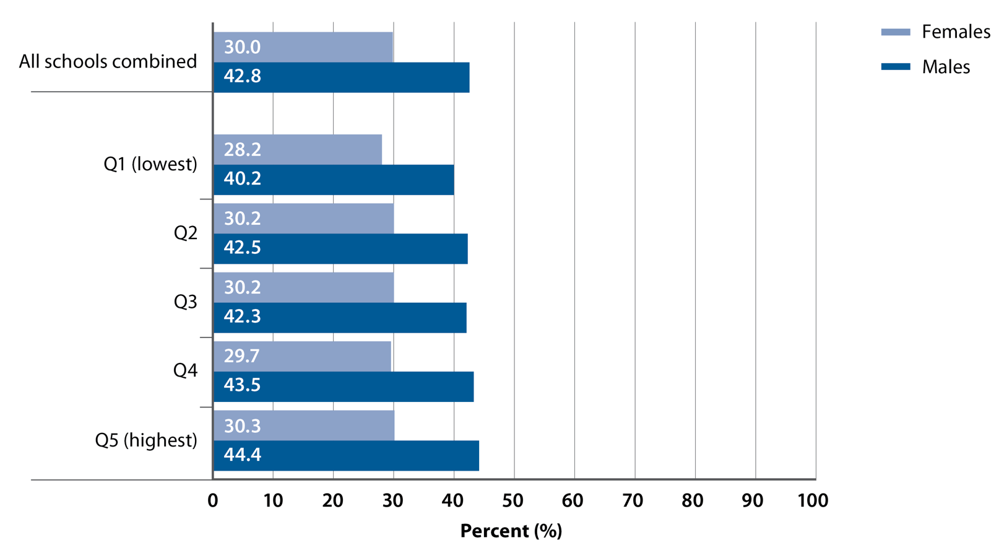 Females
Males
All schools combined
30.0
42.8
Q1 (lowest)
28.2
40.2
Q2
30.2
42.5
Q3
30.2
42.3
Q4
29.7
43.5
Q5 (highest)
30.3
44.4
0 10 20 30 40 50 60 70 80 90 100
Percent (%)